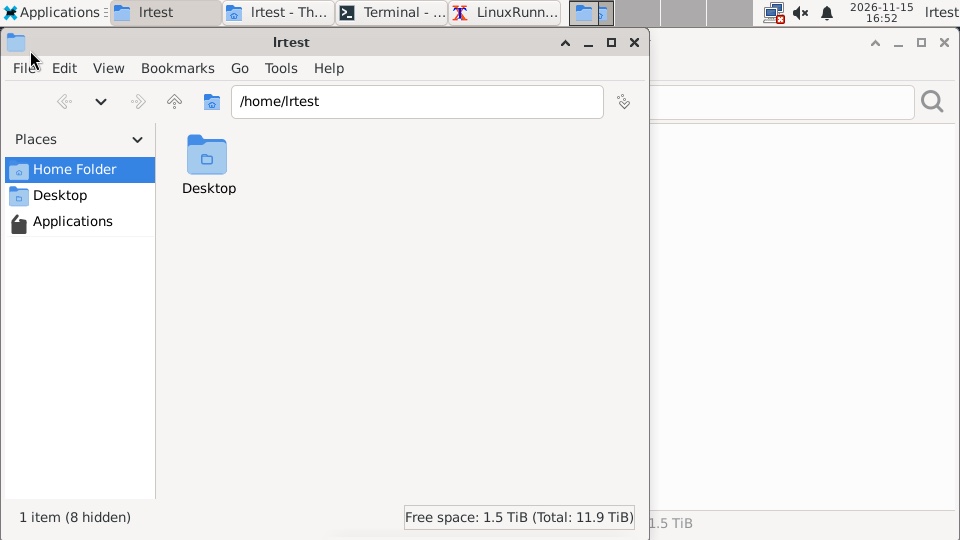 Applications
lrtest
lrtest - Th...
Terminal - ...
LinuxRunn...
2026-11-15
16:52
lrtest
lrtest
File Edit View Bookmarks Go Tools Help
/home/lrtest
Places
Home Folder
Desktop
Applications
Desktop
1 item (8 hidden)
Free space: 1.5 TiB (Total: 11.9 TiB)
1.5 TiB